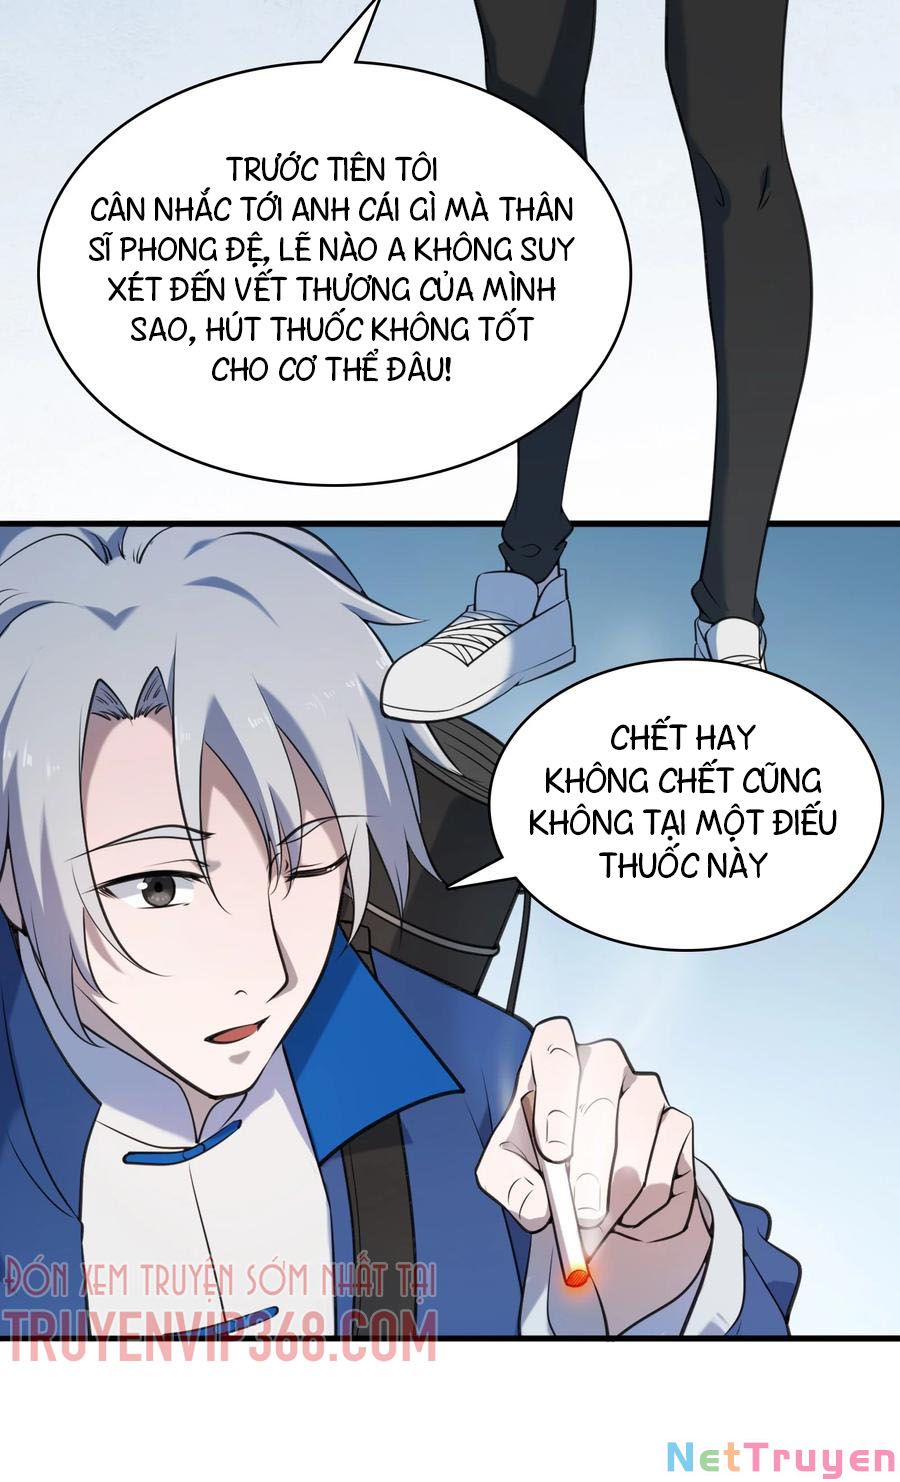 TRƯỚC TIÊN TÔI
CÂN NHẮC TỚI ANH CÁI GÌ MÀ THÂN
SĨ PHONG ĐỆ, LẼ NÀO A KHÔNG SUY
XÉT ĐẾN VẾT THƯƠNG CỦA MÌNH
SAO, HÚT THUỐC KHÔNG TỐT
CHO CƠ THỂ ĐÂU!
CHẾT HAY
KHÔNG CHẾT CŨNG
KHÔNG TẠI MỘT ĐIẾU
THUỐC NÀY
ĐÓN XEM TRUYỆN SỚM NHẤT TẠI
TRUYENVIP368.COM
NetTruyen